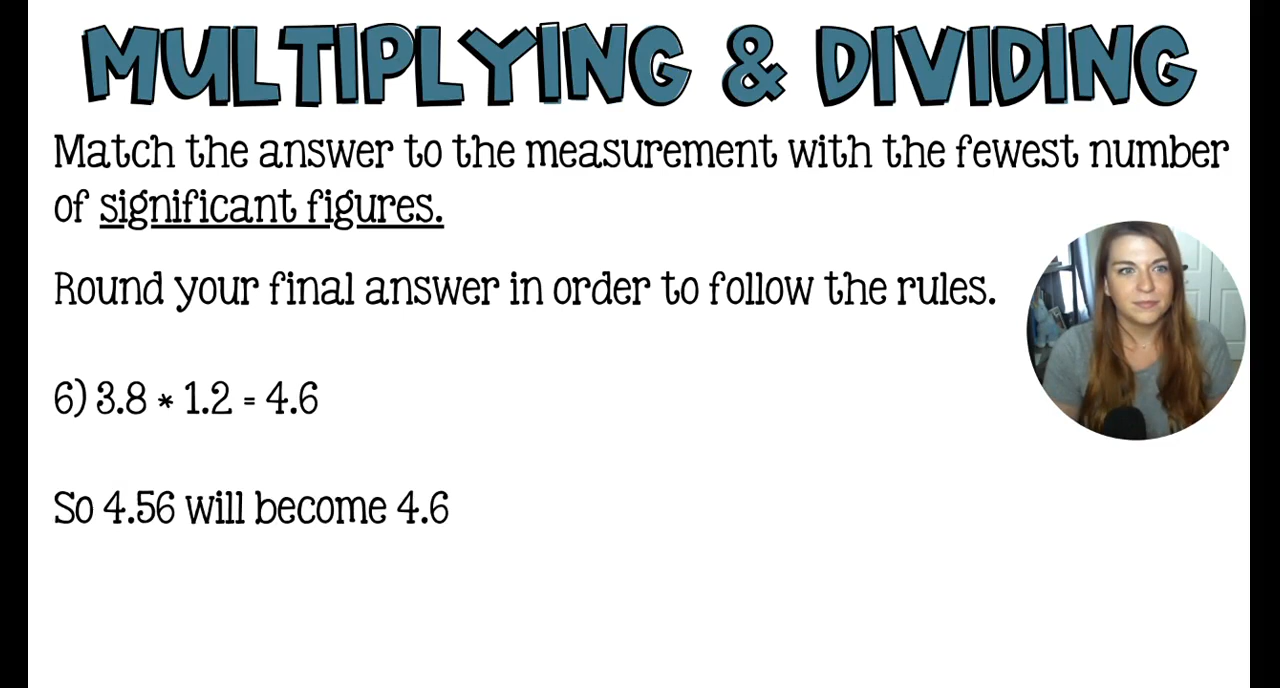 MULTIPLYING & DIVIDING
Match the answer to the measurement with the fewest number
of significant figures.
Round your final answer in order to follow the rules.
6) 3.8 * 1.2 = 4.6
So 4.56 will become 4.6